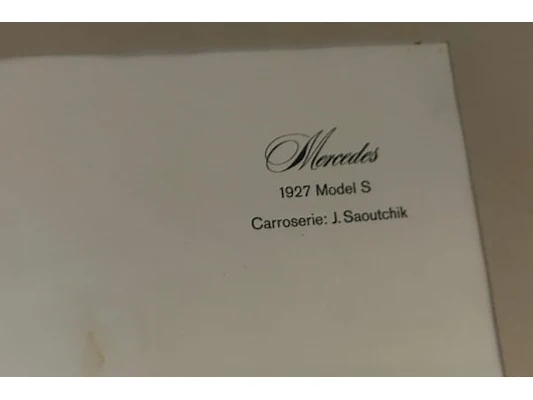 Mercedes
1927 Model S
Carroserie: J. Saoutchik